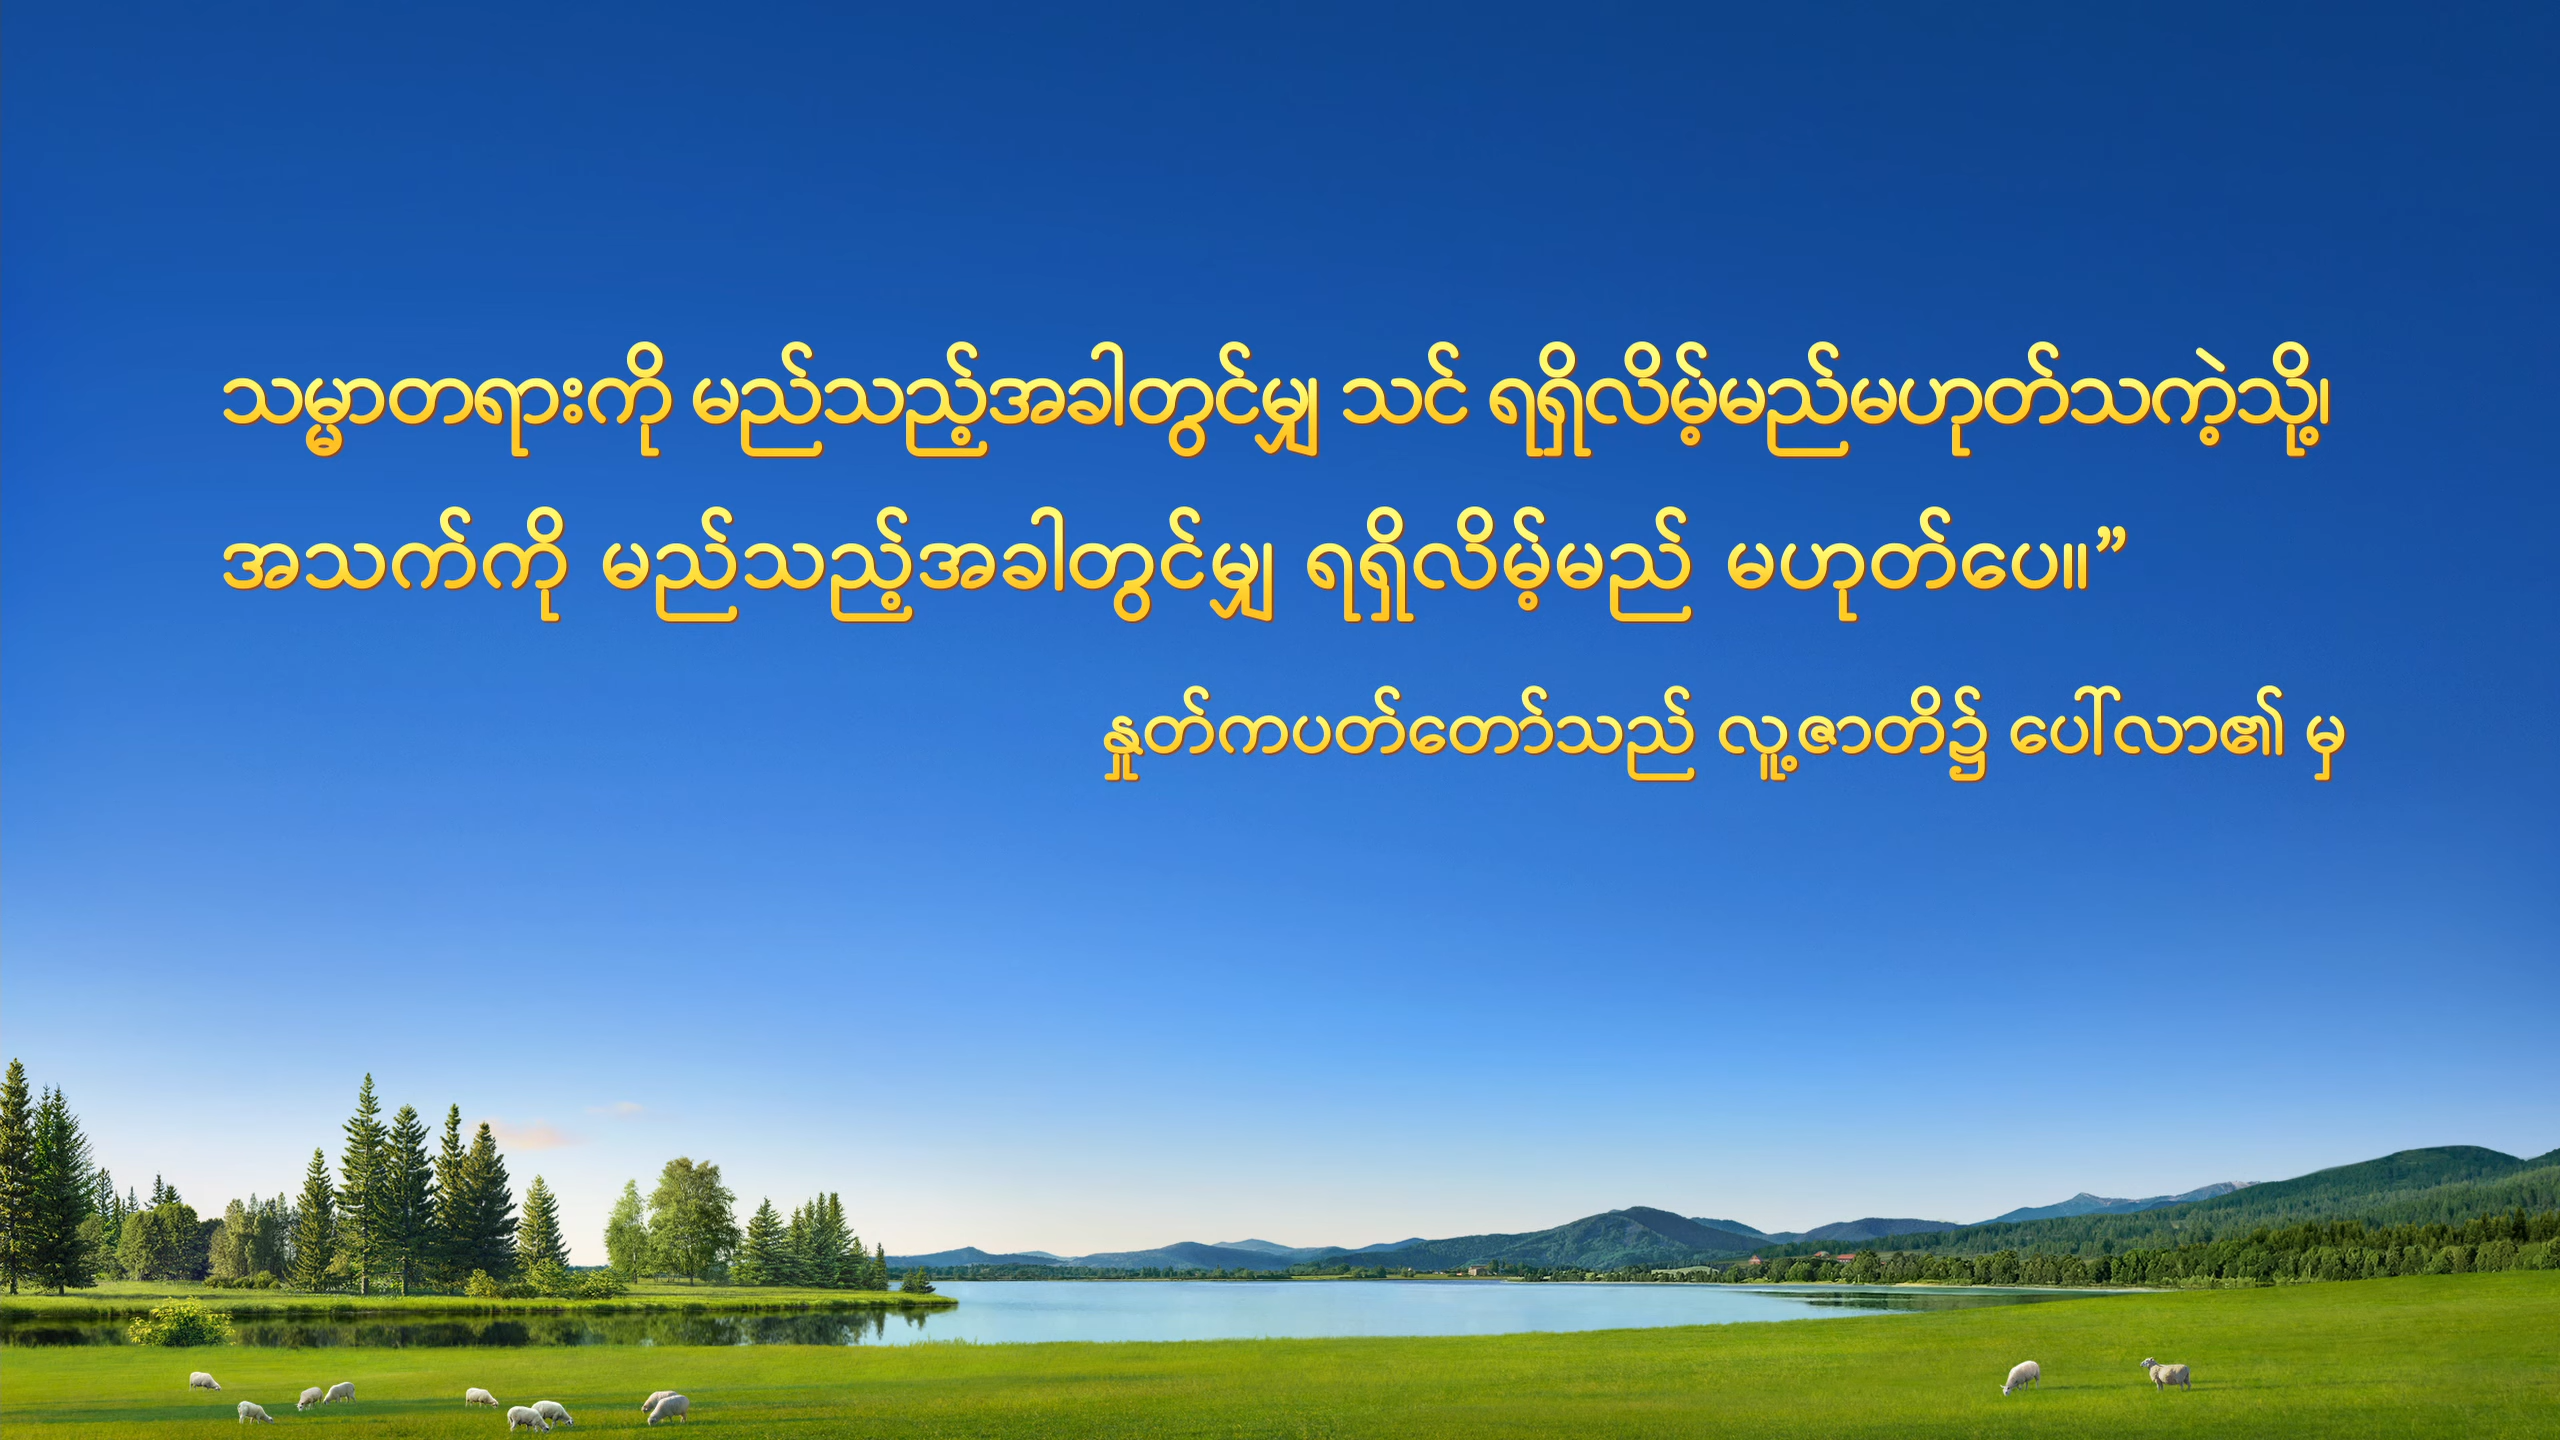 သမ္မာတရားကို မည်သည့်အခါတွင်မျှ သင် ရရှိလိမ့်မည်မဟုတ်သကဲ့သို့၊
အသက်ကို မည်သည့်အခါတွင်မျှ ရရှိလိမ့်မည် မဟုတ်ပေ။”
နှုတ်ကပတ်တော်သည် လူ့ဇာတိ၌ ပေါ်လာ၏ မှ